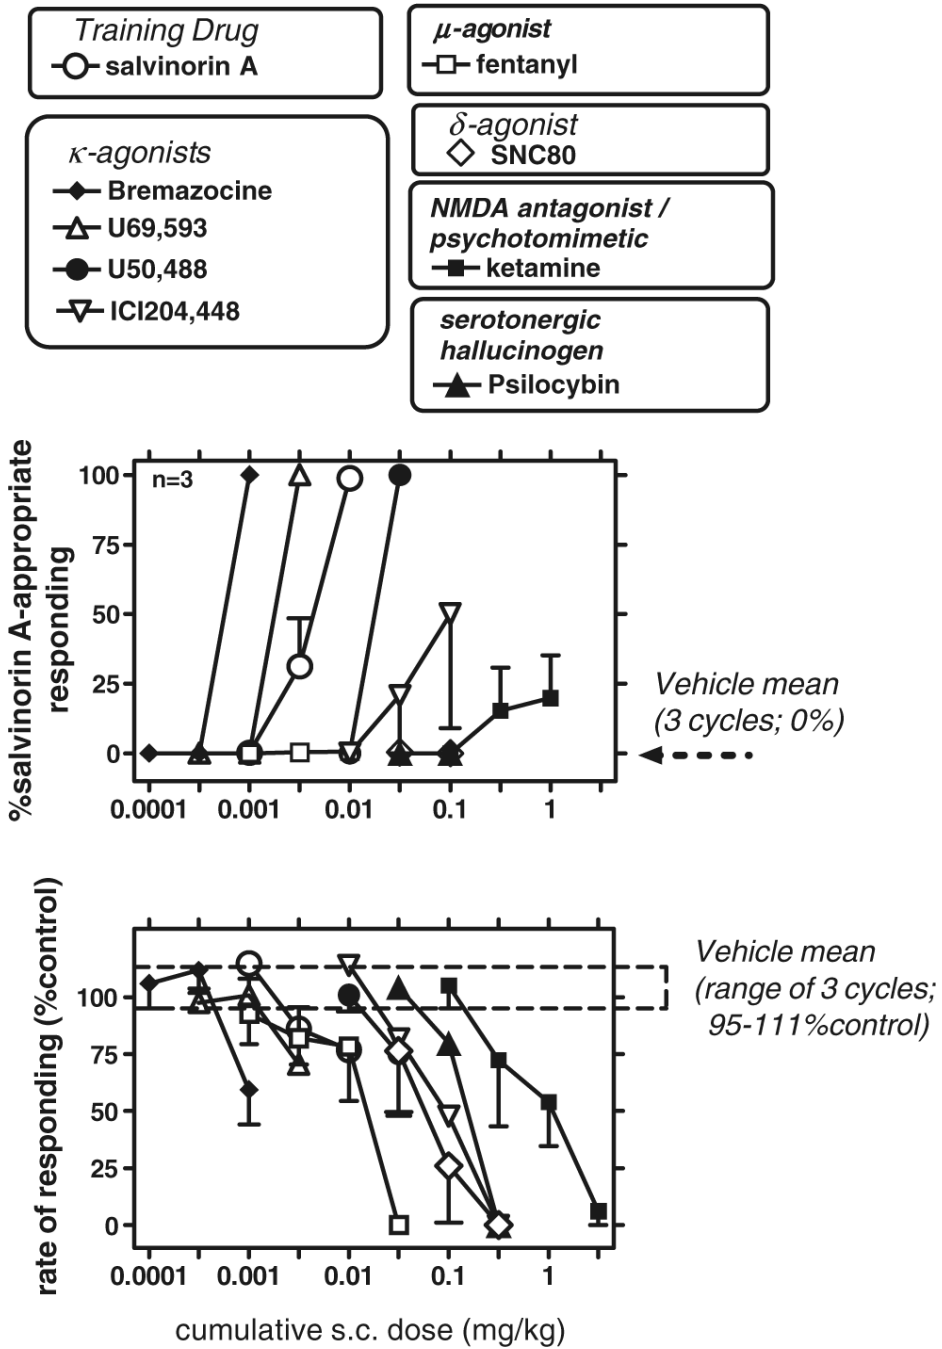 Training Drug
salvinorin A
κ-agonists
Bremazocine
U69,593
U50,488
ICI204,448
μ-agonist
fentanyl
δ-agonist
SNC80
NMDA antagonist /
psychotomimetic
ketamine
serotonergic
hallucinogen
Psilocybin
%salvinorin A-appropriate
responding
100
75
50
25
0
n=3
0.0001
0.001
0.01
0.1
1
Vehicle mean
(3 cycles; 0%)
rate of responding (%control)
100
75
50
25
0
0.0001
0.001
0.01
0.1
1
Vehicle mean
(range of 3 cycles;
95-111%control)
cumulative s.c. dose (mg/kg)